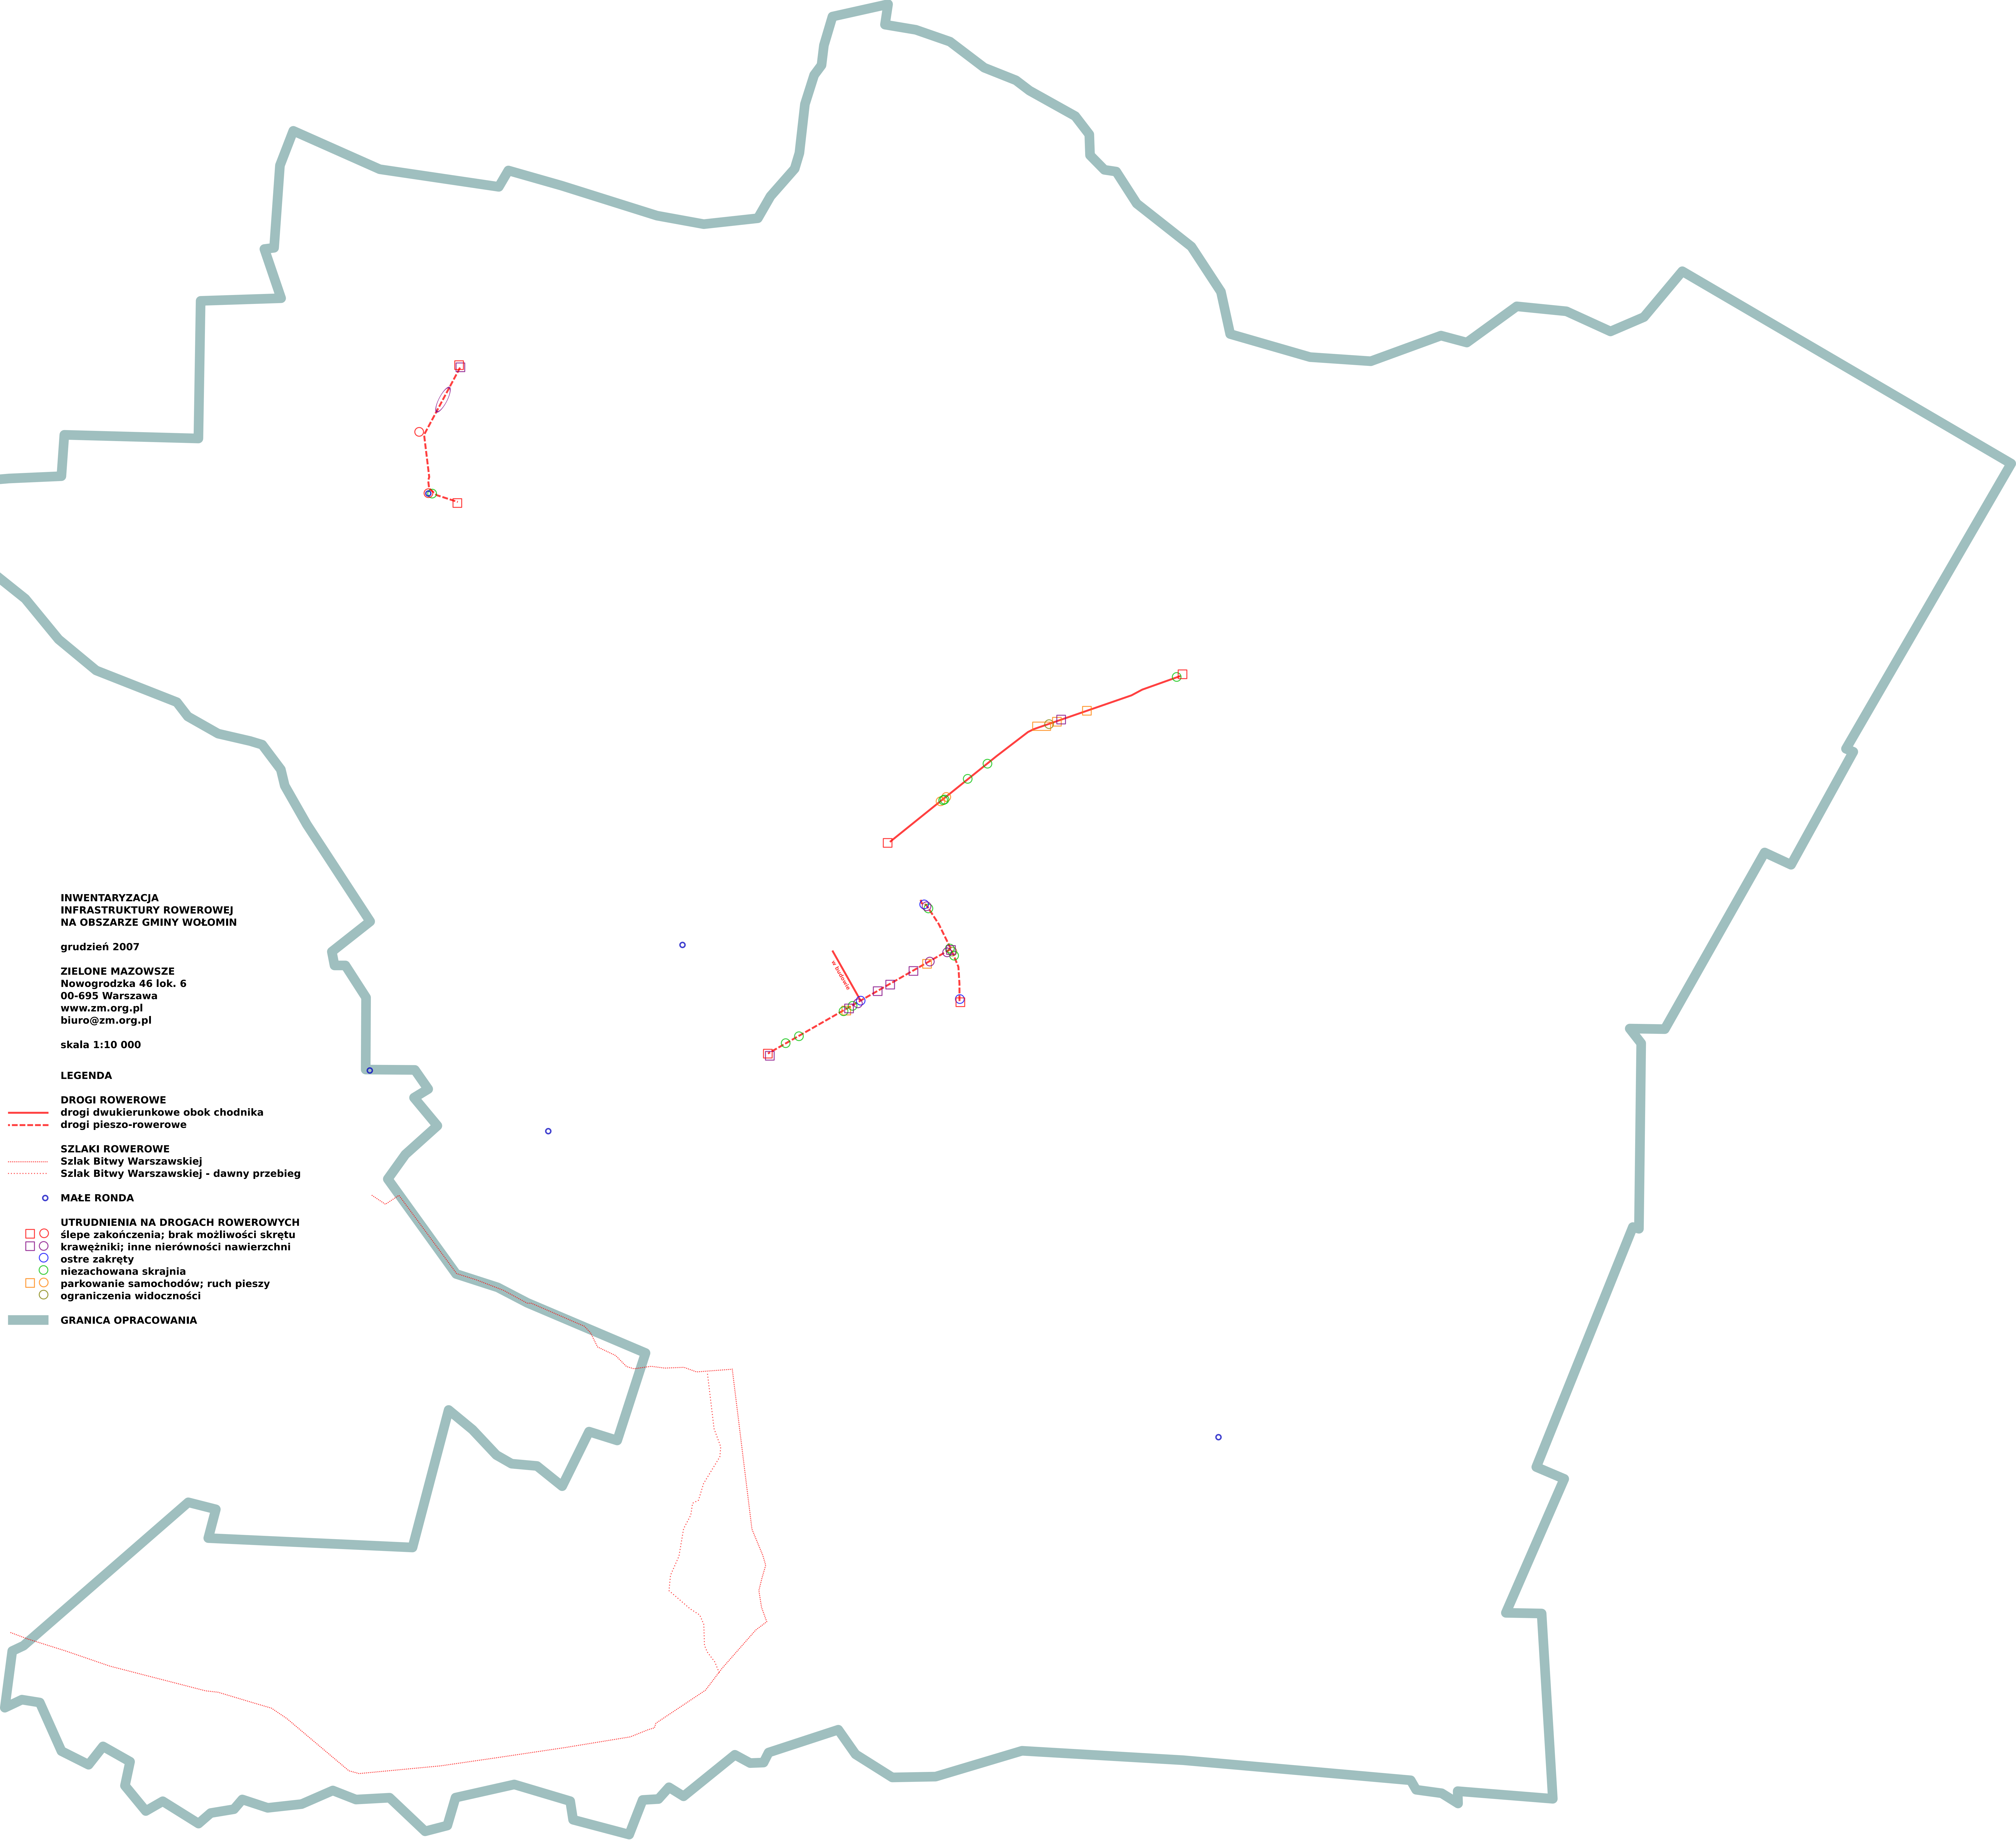 w budowie
INWENTARYZACJA
INFRASTRUKTURY ROWEROWEJ
NA OBSZARZE GMINY WOŁOMIN
grudzień 2007
ZIELONE MAZOWSZE
Nowogrodzka 46 lok. 6
00-695 Warszawa
www.zm.org.pl
biuro@zm.org.pl
skala 1:10 000
LEGENDA
DROGI ROWEROWE
drogi dwukierunkowe obok chodnika
drogi pieszo-rowerowe
SZLAKI ROWEROWE
Szlak Bitwy Warszawskiej
Szlak Bitwy Warszawskiej - dawny przebieg
MAŁE RONDA
UTRUDNIENIA NA DROGACH ROWEROWYCH
ślepe zakończenia; brak możliwości skrętu
krawężniki; inne nierówności nawierzchni
ostre zakręty
niezachowana skrajnia
parkowanie samochodów; ruch pieszy
ograniczenia widoczności
GRANICA OPRACOWANIA